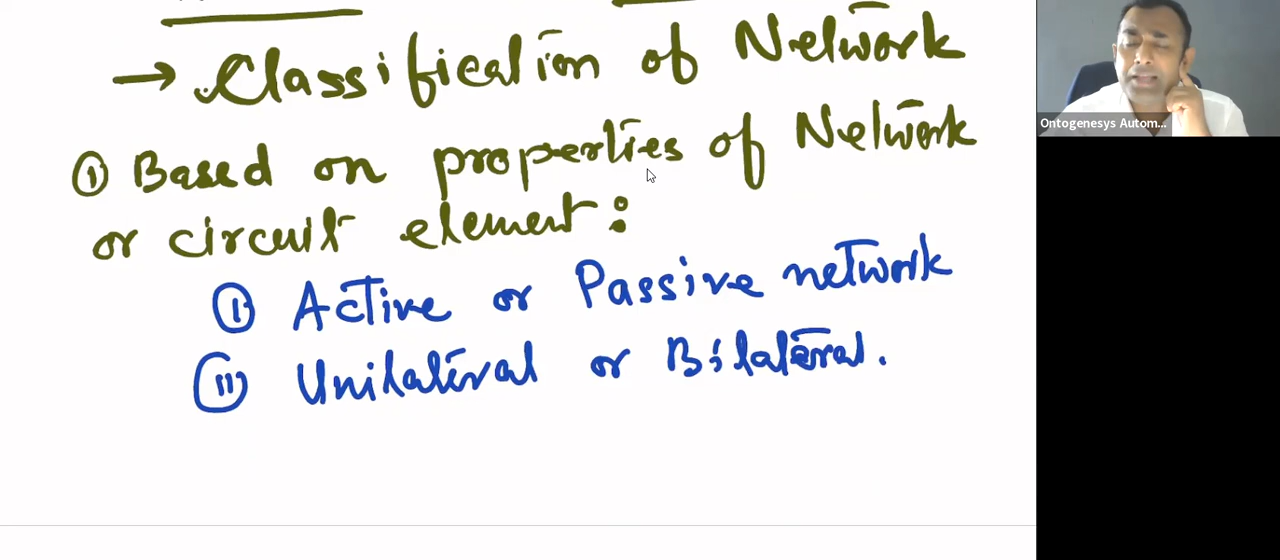 → Classification of Network
① Based on properties of Network
or circuit element:
Ⓘ Active or Passive network
Ⓘⓘ Unilateral or Bilateral.
Ontogenesys Autom...